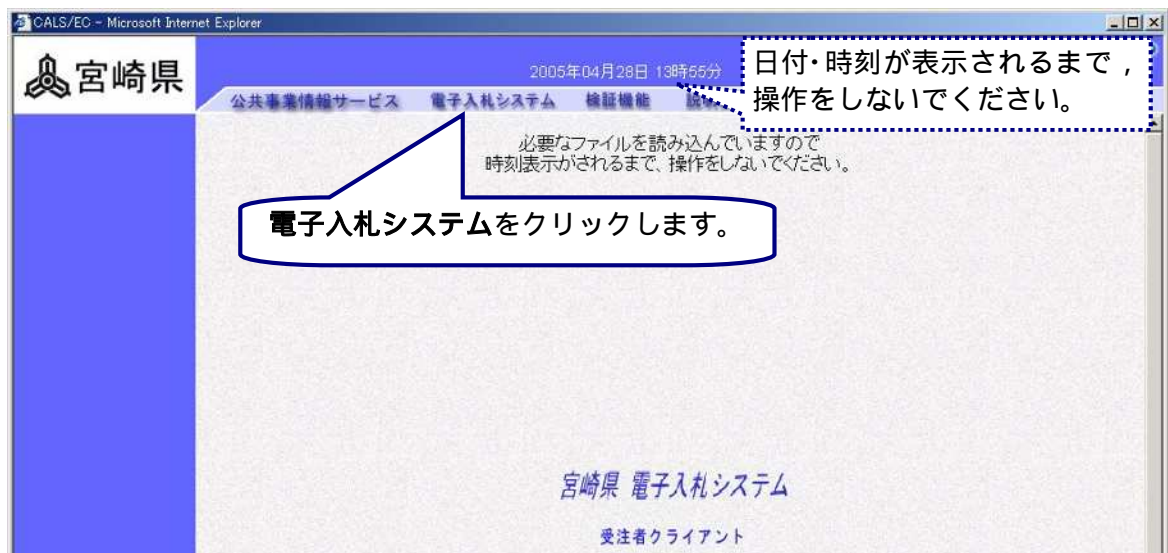 CALS/EC - Microsoft Internet Explorer
宮崎県
2005年04月28日 13時55分
日付・時刻が表示されるまで，
操作をしないでください。
公共事業情報サービス 電子入札システム 検証機能 説
必要なファイルを読み込んでいますので
時刻表示がされるまで、操作をしないでください。
電子入札システムをクリックします。
宮崎県 電子入札システム
受注者クライアント